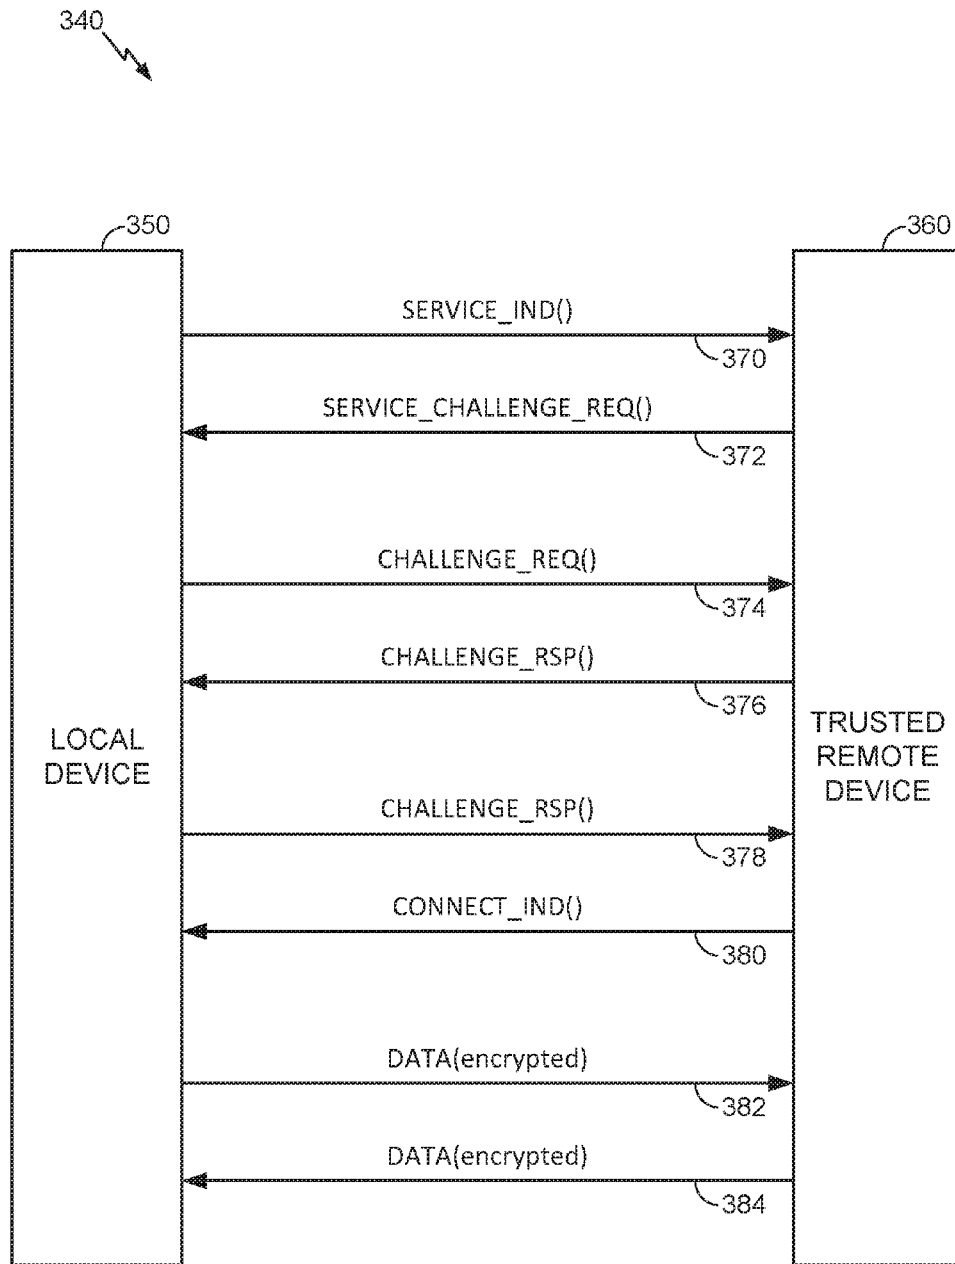 340
350
360
SERVICE_IND()
370
SERVICE_CHALLENGE_REQ()
372
CHALLENGE_REQ()
374
CHALLENGE_RSP()
376
LOCAL
DEVICE
TRUSTED
REMOTE
DEVICE
CHALLENGE_RSP()
378
CONNECT_IND()
380
DATA(encrypted)
382
DATA(encrypted)
384